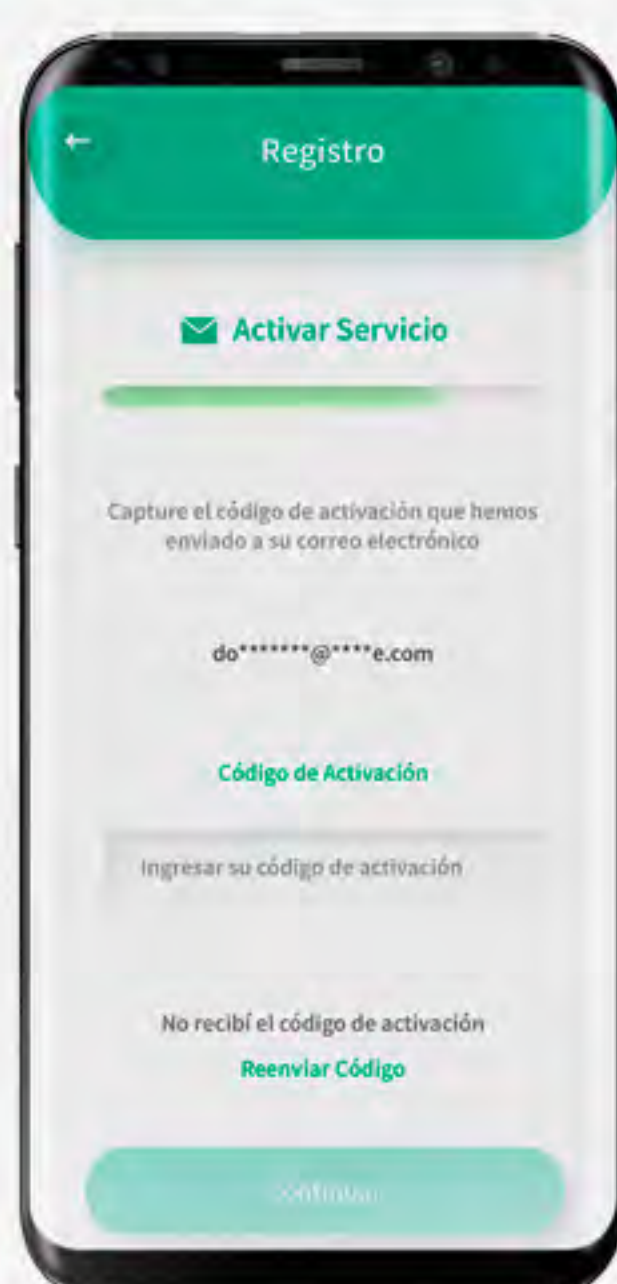 Registro
Activar Servicio
Capture el código de activación que hemos
enviado a su correo electrónico
do*******@****e.com
Código de Activación
Ingresar su código de activación
No recibí el código de activación
Reenviar Código
Continuar